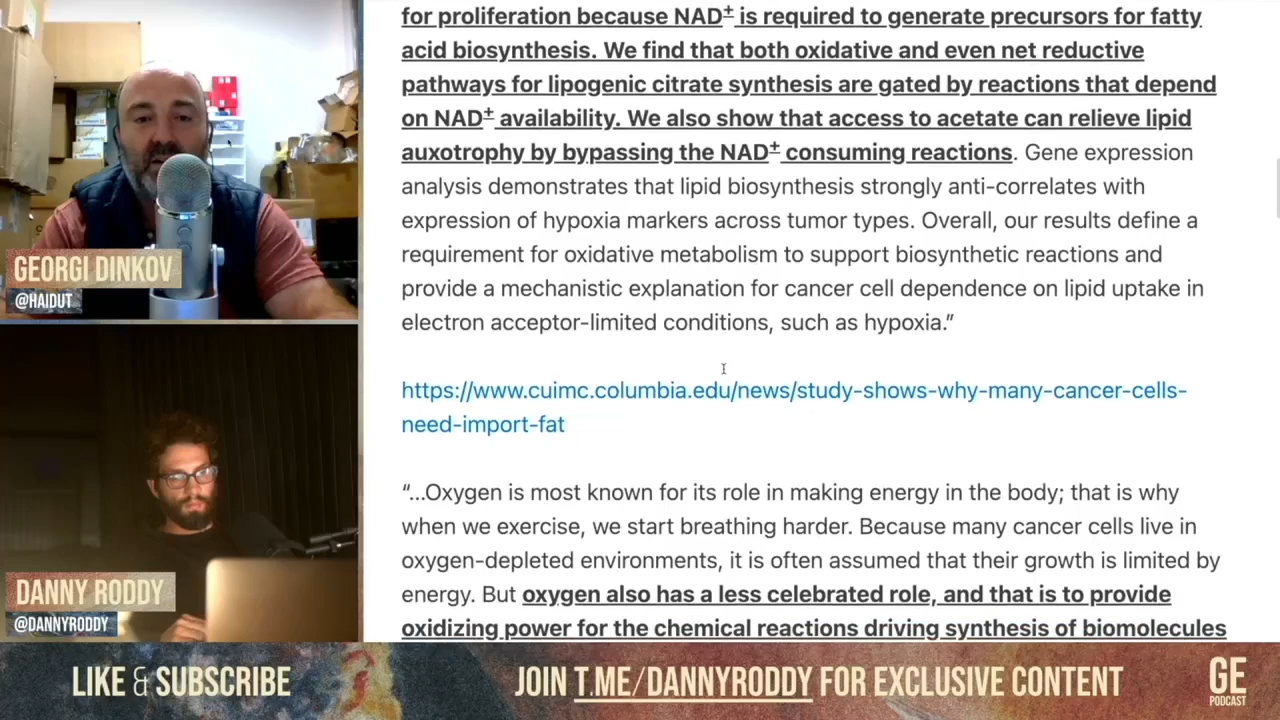 for proliferation because NAD⁺ is required to generate precursors for fatty
acid biosynthesis. We find that both oxidative and even net reductive
pathways for lipogenic citrate synthesis are gated by reactions that depend
on NAD⁺ availability. We also show that access to acetate can relieve lipid
auxotrophy by bypassing the NAD⁺ consuming reactions. Gene expression
analysis demonstrates that lipid biosynthesis strongly anti-correlates with
expression of hypoxia markers across tumor types. Overall, our results define a
requirement for oxidative metabolism to support biosynthetic reactions and
provide a mechanistic explanation for cancer cell dependence on lipid uptake in
electron acceptor-limited conditions, such as hypoxia.”
https://www.cuimc.columbia.edu/news/study-shows-why-many-cancer-cells-
need-import-fat
“...Oxygen is most known for its role in making energy in the body; that is why
when we exercise, we start breathing harder. Because many cancer cells live in
oxygen-depleted environments, it is often assumed that their growth is limited by
energy. But oxygen also has a less celebrated role, and that is to provide
oxidizing power for the chemical reactions driving synthesis of biomolecules
GEORGI DINKOV
@HAIDUT
DANNY RODDY
@DANNYRODDY
LIKE & SUBSCRIBE
JOIN T.ME/DANNYRODDY FOR EXCLUSIVE CONTENT
GE
PODCAST